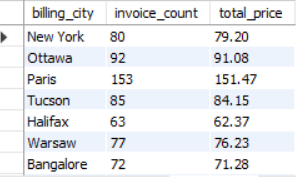 billing_city invoice_count total_price
New York 80 79.20
Ottawa 92 91.08
Paris 153 151.47
Tucson 85 84.15
Halifax 63 62.37
Warsaw 77 76.23
Bangalore 72 71.28